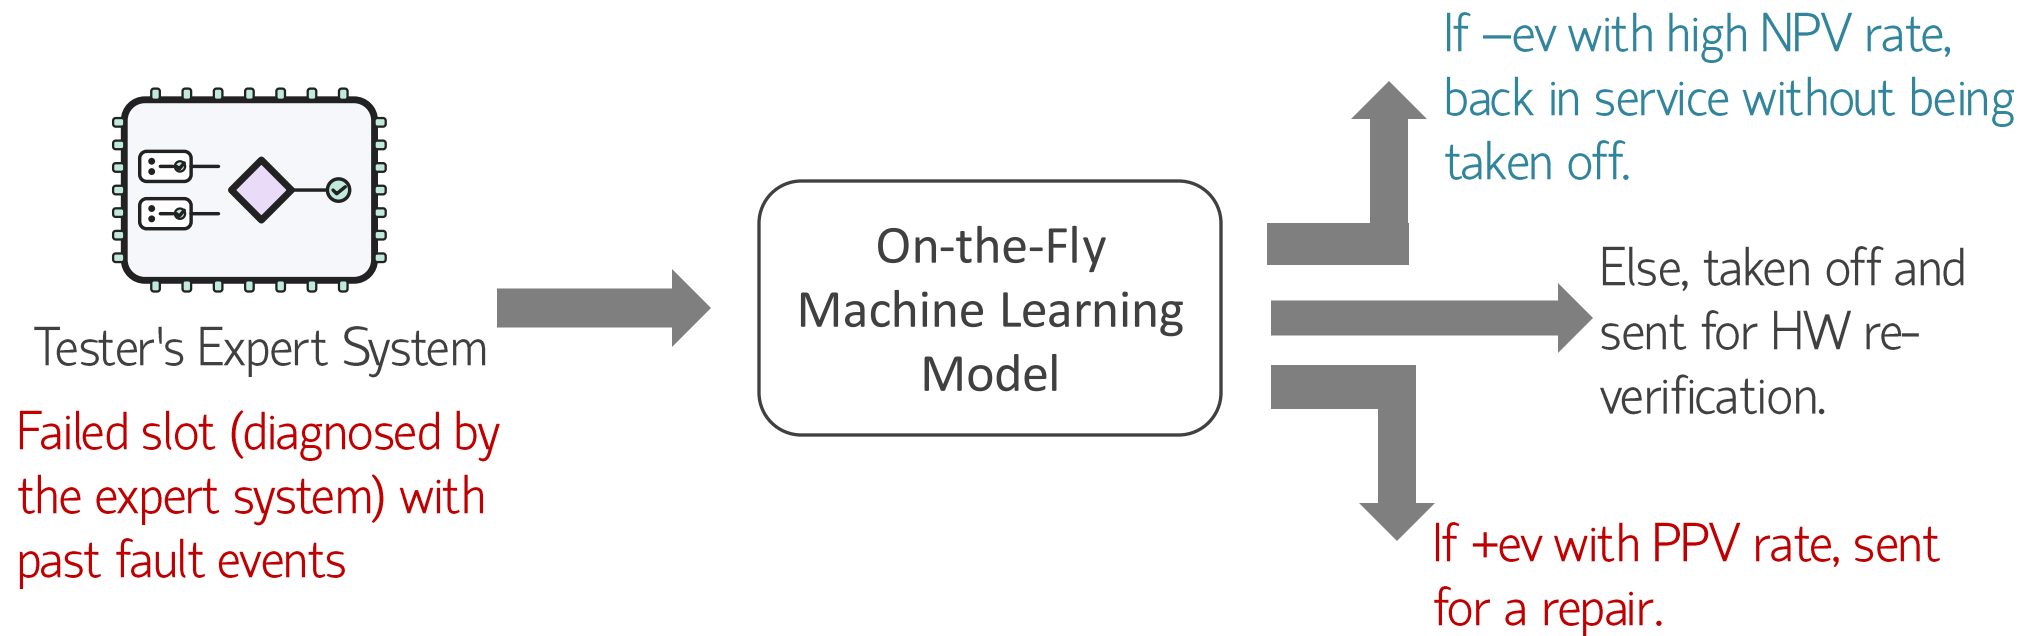 Tester's Expert System
Failed slot (diagnosed by
the expert system) with
past fault events
On-the-Fly
Machine Learning
Model
If –ev with high NPV rate,
back in service without being
taken off.
Else, taken off and
sent for HW re-
verification.
If +ev with PPV rate, sent
for a repair.